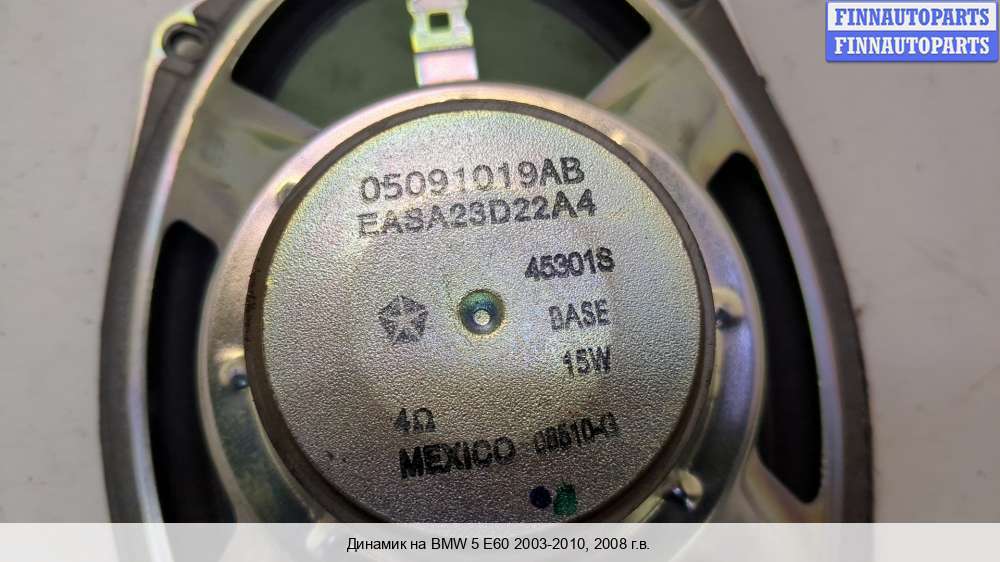 FINNAUTOPARTS
FINNAUTOPARTS
05091019AB
EASA23D22A4
45301S
BASE
15W
4Ω
MEXICO
Динамик на BMW 5 E60 2003-2010, 2008 г.в.